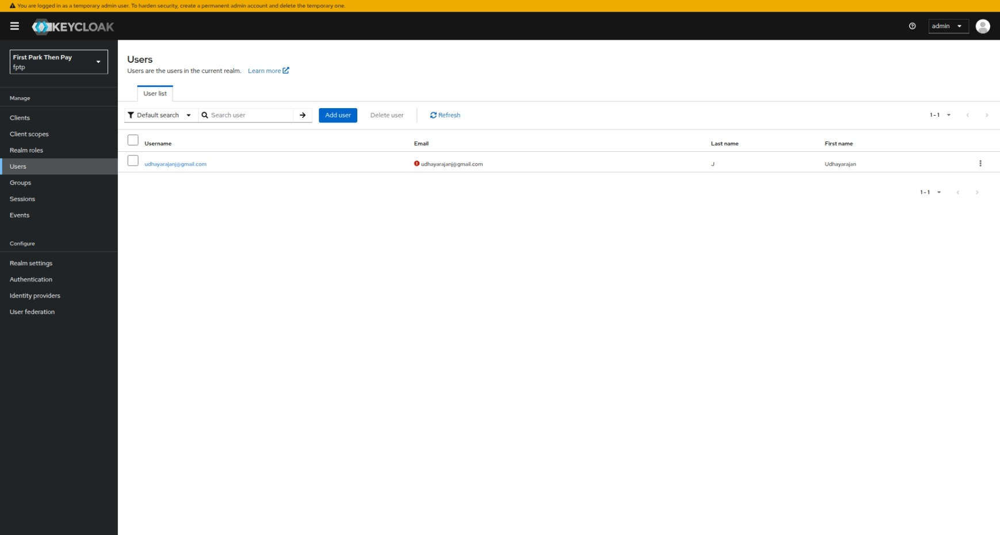 You are logged in as a temporary admin user. To harden security, create a permanent admin account and delete the temporary one.
KEYCLOAK
admin
First Park Then Pay
fptp
Manage
Clients
Client scopes
Realm roles
Users
Groups
Sessions
Events
Configure
Realm settings
Authentication
Identity providers
User federation
Users
Users are the users in the current realm. Learn more
User list
Default search Search user Add user Delete user Refresh 1 - 1
Username Email Last name First name
udhayarajanj@gmail.com udhayarajanj@gmail.com J Udhayarajan
1 - 1